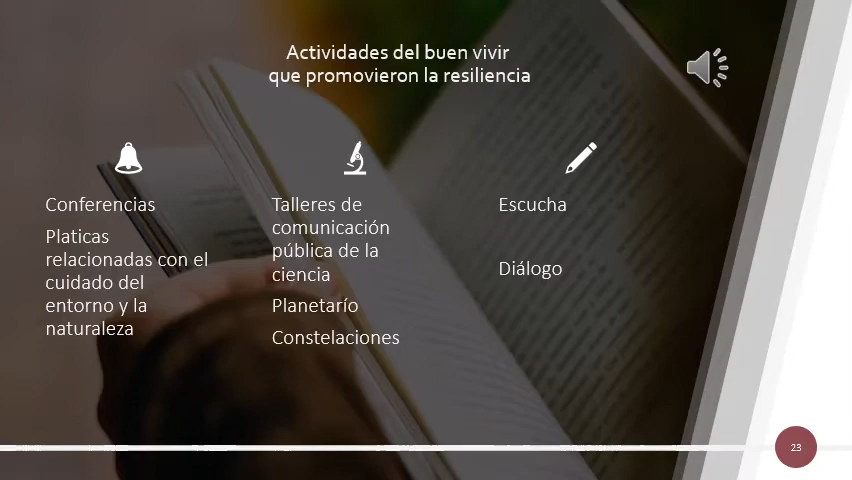 Actividades del buen vivir
que promovieron la resiliencia
Conferencias
Platicas
relacionadas con el
cuidado del
entorno y la
naturaleza
Talleres de
comunicación
pública de la
ciencia
Planetarío
Constelaciones
Escucha
Diálogo
23